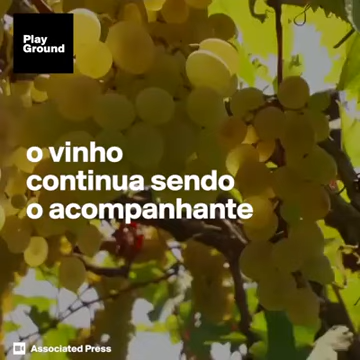 Play
Ground
o vinho
continua sendo
o acompanhante
Associated Press